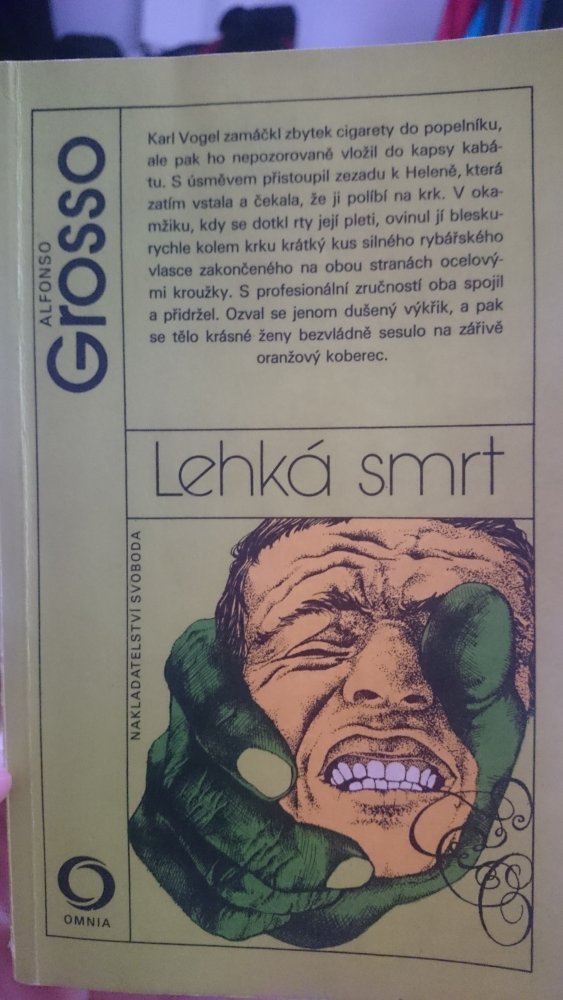 ALFONSO
Grosso
Karl Vogel zamáčkl zbytek cigarety do popelníku,
ale pak ho nepozorovaně vložil do kapsy kabá-
tu. S úsměvem přistoupil zezadu k Heleně, která
zatím vstala a čekala, že ji políbí na krk. V oka-
mžiku, kdy se dotkl rty její pleti, ovinul jí blesku-
rychle kolem krku krátký kus silného rybářského
vlasce zakončeného na obou stranách ocelový-
mi kroužky. S profesionální zručností oba spojil
a přidržel. Ozval se jenom dušený výkřik, a pak
se tělo krásné ženy bezvládně sesulo na zářivě
oranžový koberec.
Lehká smrt
NAKLADATELSTVÍ SVOBODA
OMNIA